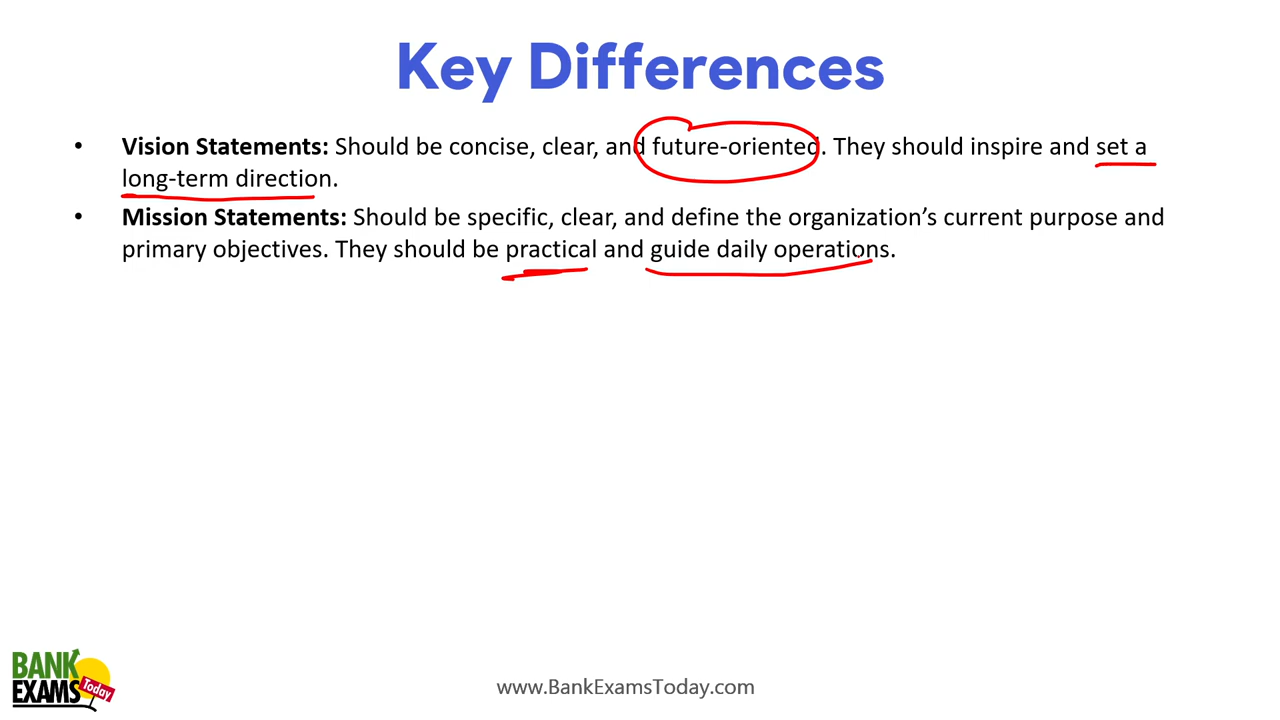 Key Differences
• Vision Statements: Should be concise, clear, and future-oriented. They should inspire and set a
long-term direction.
• Mission Statements: Should be specific, clear, and define the organization’s current purpose and
primary objectives. They should be practical and guide daily operations.
BANK
EXAMS
Today
www.BankExamsToday.com